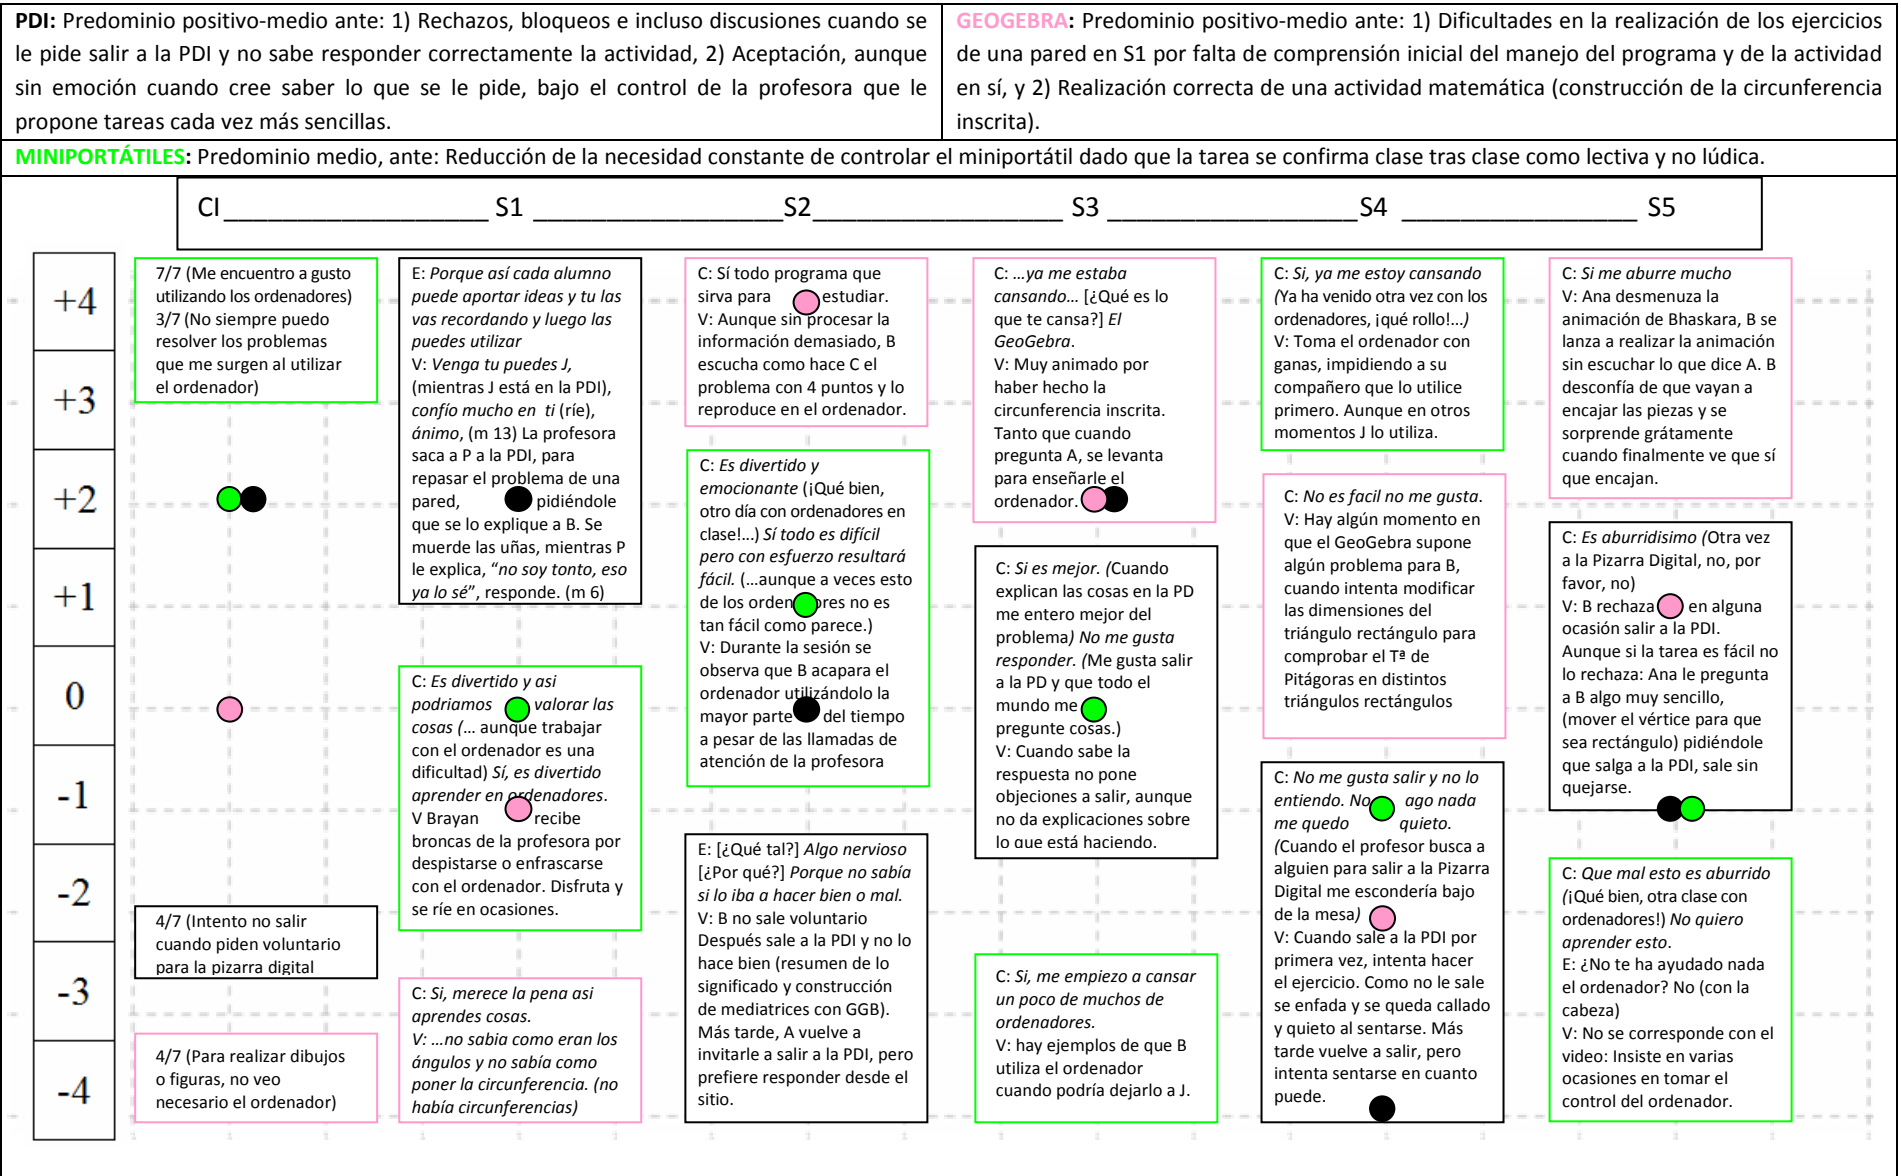 PDI: Predominio positivo-medio ante: 1) Rechazos, bloqueos e incluso discusiones cuando se
le pide salir a la PDI y no sabe responder correctamente la actividad, 2) Aceptación, aunque
sin emoción cuando cree saber lo que se le pide, bajo el control de la profesora que le
propone tareas cada vez más sencillas.
GEOGEBRA: Predominio positivo-medio ante: 1) Dificultades en la realización de los ejercicios
de una pared en S1 por falta de comprensión inicial del manejo del programa y de la actividad
en sí, y 2) Realización correcta de una actividad matemática (construcción de la circunferencia
inscrita).
MINIPORTÁTILES: Predominio medio, ante: Reducción de la necesidad constante de controlar el miniportátil dado que la tarea se confirma clase tras clase como lectiva y no lúdica.
CI__________________ S1 _________________S2_________________ S3 _________________S4 ________________ S5
+4
+3
+2
+1
0
-1
-2
-3
-4
7/7 (Me encuentro a gusto
utilizando los ordenadores)
3/7 (No siempre puedo
resolver los problemas
que me surgen al utilizar
el ordenador)
4/7 (Intento no salir
cuando piden voluntario
para la pizarra digital
4/7 (Para realizar dibujos
o figuras, no veo
necesario el ordenador)
E: Porque así cada alumno
puede aportar ideas y tu las
vas recordando y luego las
puedes utilizar
V: Venga tu puedes J,
(mientras J está en la PDI),
confío mucho en ti (ríe),
ánimo, (m 13) La profesora
saca a P a la PDI, para
repasar el problema de una
pared, pidiéndole
que se lo explique a B. Se
muerde las uñas, mientras P
le explica, “no soy tonto, eso
ya lo sé”, responde. (m 6)
C: Es divertido y asi
podriamos valorar las
cosas (… aunque trabajar
con el ordenador es una
dificultad) Sí, es divertido
aprender en ordenadores.
V Brayan recibe
broncas de la profesora por
despistarse o enfrascarse
con el ordenador. Disfruta y
se ríe en ocasiones.
C: Si, merece la pena asi
aprendes cosas.
V: …no sabia como eran los
ángulos y no sabía como
poner la circunferencia. (no
había circunferencias)
C: Sí todo programa que
sirva para estudiar.
V: Aunque sin procesar la
información demasiado, B
escucha como hace C el
problema con 4 puntos y lo
reproduce en el ordenador.
C: Es divertido y
emocionante (¡Qué bien,
otro día con ordenadores en
clase!...) Sí todo es difícil
pero con esfuerzo resultará
fácil. (…aunque a veces esto
de los ordenadores no es
tan fácil como parece.)
V: Durante la sesión se
observa que B acapara el
ordenador utilizándolo la
mayor parte del tiempo
a pesar de las llamadas de
atención de la profesora
E: [¿Qué tal?] Algo nervioso
[¿Por qué?] Porque no sabía
si lo iba a hacer bien o mal.
V: B no sale voluntario
Después sale a la PDI y no lo
hace bien (resumen de lo
significado y construcción
de mediatrices con GGB).
Más tarde, A vuelve a
invitarle a salir a la PDI, pero
prefiere responder desde el
sitio.
C: …ya me estaba
cansando… [¿Qué es lo
que te cansa?] El
GeoGebra.
V: Muy animado por
haber hecho la
circunferencia inscrita.
Tanto que cuando
pregunta A, se levanta
para enseñarle el
ordenador.
C: Si es mejor. (Cuando
explican las cosas en la PD
me entero mejor del
problema) No me gusta
responder. (Me gusta salir
a la PD y que todo el
mundo me
pregunte cosas.)
V: Cuando sabe la
respuesta no pone
objeciones a salir, aunque
no da explicaciones sobre
lo que está haciendo.
C: Si, me empiezo a cansar
un poco de muchos de
ordenadores.
V: hay ejemplos de que B
utiliza el ordenador
cuando podría dejarlo a J.
C: Si, ya me estoy cansando
(Ya ha venido otra vez con los
ordenadores, ¡qué rollo!...)
V: Toma el ordenador con
ganas, impidiendo a su
compañero que lo utilice
primero. Aunque en otros
momentos J lo utiliza.
C: No es facil no me gusta.
V: Hay algún momento en
que el GeoGebra supone
algún problema para B,
cuando intenta modificar
las dimensiones del
triángulo rectángulo para
comprobar el Tª de
Pitágoras en distintos
triángulos rectángulos
C: No me gusta salir y no lo
entiendo. No ago nada
me quedo quieto.
(Cuando el profesor busca a
alguien para salir a la Pizarra
Digital me escondería bajo
de la mesa)
V: Cuando sale a la PDI por
primera vez, intenta hacer
el ejercicio. Como no le sale
se enfada y se queda callado
y quieto al sentarse. Más
tarde vuelve a salir, pero
intenta sentarse en cuanto
puede.
C: Si me aburre mucho
V: Ana desmenuza la
animación de Bhaskara, B se
lanza a realizar la animación
sin escuchar lo que dice A. B
desconfía de que vayan a
encajar las piezas y se
sorprende grátamente
cuando finalmente ve que sí
que encajan.
C: Es aburridisimo (Otra vez
a la Pizarra Digital, no, por
favor, no)
V: B rechaza en alguna
ocasión salir a la PDI.
Aunque si la tarea es fácil no
lo rechaza: Ana le pregunta
a B algo muy sencillo,
(mover el vértice para que
sea rectángulo) pidiéndole
que salga a la PDI, sale sin
quejarse.
C: Que mal esto es aburrido
(¡Qué bien, otra clase con
ordenadores!) No quiero
aprender esto.
E: ¿No te ha ayudado nada
el ordenador? No (con la
cabeza)
V: No se corresponde con el
video: Insiste en varias
ocasiones en tomar el
control del ordenador.